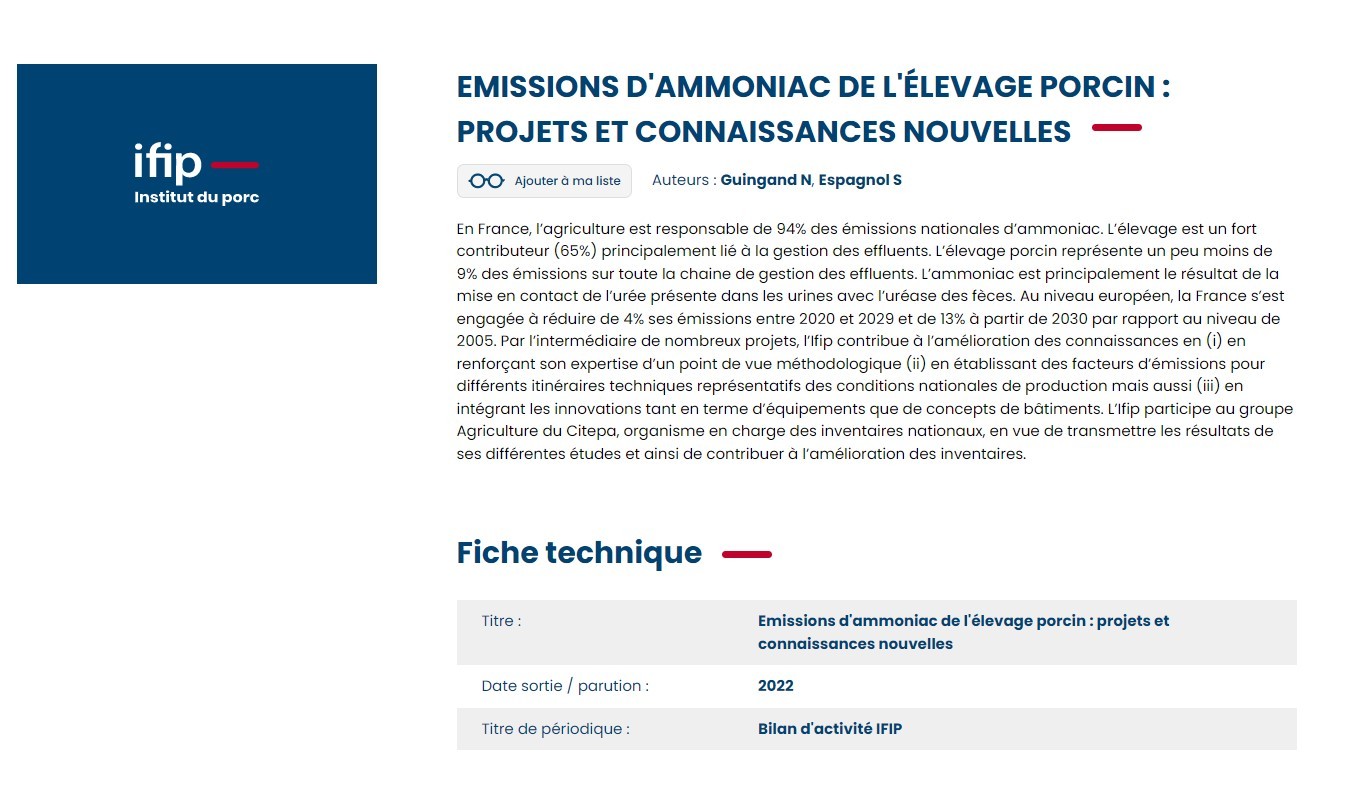 ifip
Institut du porc
EMISSIONS D'AMMONIAC DE L'ÉLEVAGE PORCIN :
PROJETS ET CONNAISSANCES NOUVELLES
Ajouter à ma liste
Auteurs : Guingand N, Espagnol S
En France, l’agriculture est responsable de 94% des émissions nationales d’ammoniac. L’élevage est un fort
contributeur (65%) principalement lié à la gestion des effluents. L’élevage porcin représente un peu moins de
9% des émissions sur toute la chaine de gestion des effluents. L’ammoniac est principalement le résultat de la
mise en contact de l’urée présente dans les urines avec l’uréase des fèces. Au niveau européen, la France s’est
engagée à réduire de 4% ses émissions entre 2020 et 2029 et de 13% à partir de 2030 par rapport au niveau de
2005. Par l’intermédiaire de nombreux projets, l’Ifip contribue à l’amélioration des connaissances en (i) en
renforçant son expertise d’un point de vue méthodologique (ii) en établissant des facteurs d’émissions pour
différents itinéraires techniques représentatifs des conditions nationales de production mais aussi (iii) en
intégrant les innovations tant en terme d’équipements que de concepts de bâtiments. L’Ifip participe au groupe
Agriculture du Citepa, organisme en charge des inventaires nationaux, en vue de transmettre les résultats de
ses différentes études et ainsi de contribuer à l’amélioration des inventaires.
Fiche technique
Titre :
Emissions d'ammoniac de l'élevage porcin : projets et
connaissances nouvelles
Date sortie / parution :
2022
Titre de périodique :
Bilan d'activité IFIP